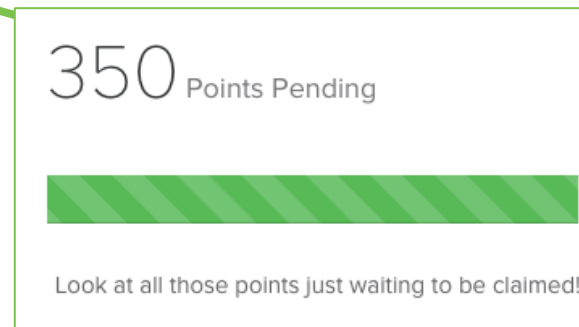 350 Points Pending
Look at all those points just waiting to be claimed!